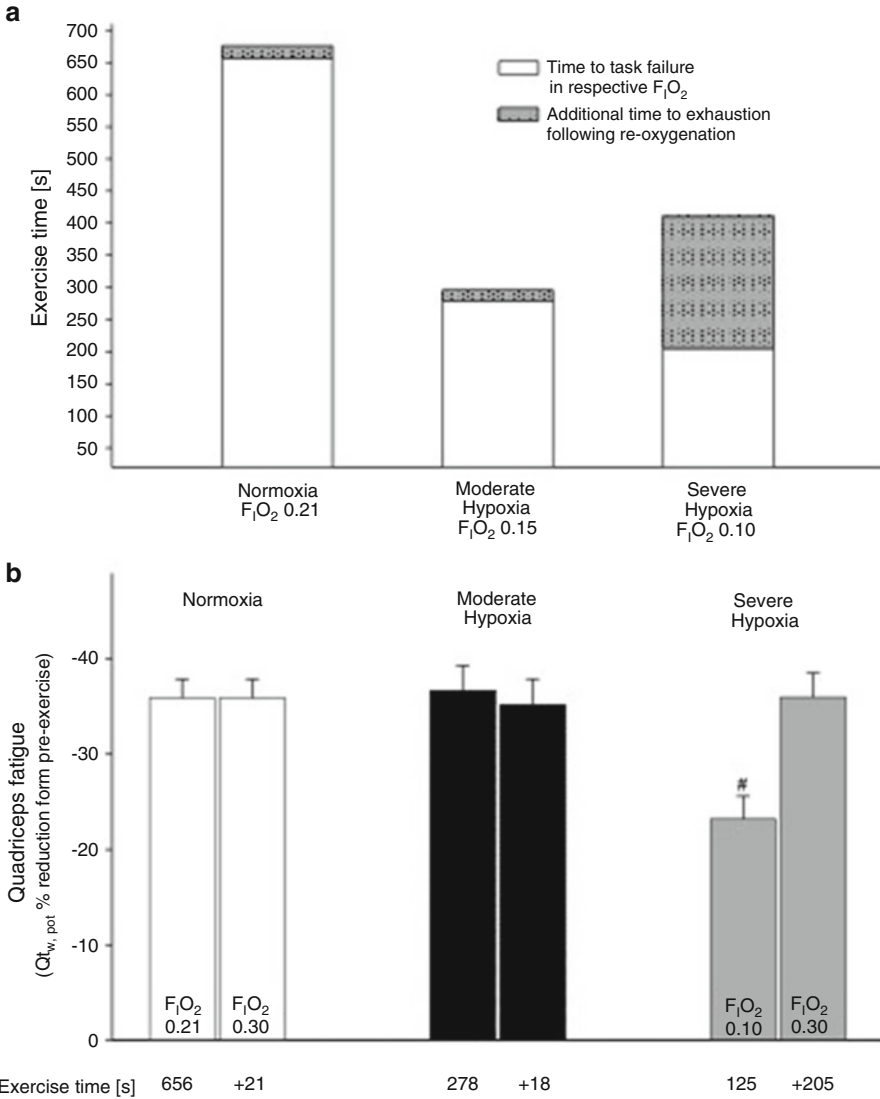 a
700
650
600
550
500
450
400
350
300
250
200
150
100
50
Exercise time [s]
Time to task failure
in respective FIO2
Additional time to exhaustion
following re-oxygenation
Normoxia
FIO2 0.21
Moderate
Hypoxia
FIO2 0.15
Severe
Hypoxia
FIO2 0.10
b
Normoxia
Moderate
Hypoxia
Severe
Hypoxia
Quadriceps fatigue
(Qtw, pot % reduction form pre-exercise)
-40
-30
-20
-10
0
#
FIO2
0.21
FIO2
0.30
FIO2
0.10
FIO2
0.30
Exercise time [s] 656 +21 278 +18 125 +205